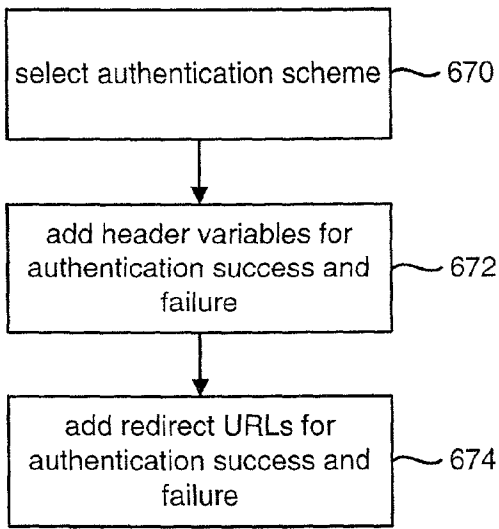 select authentication scheme
670
add header variables for
authentication success and
failure
672
add redirect URLs for
authentication success and
failure
674